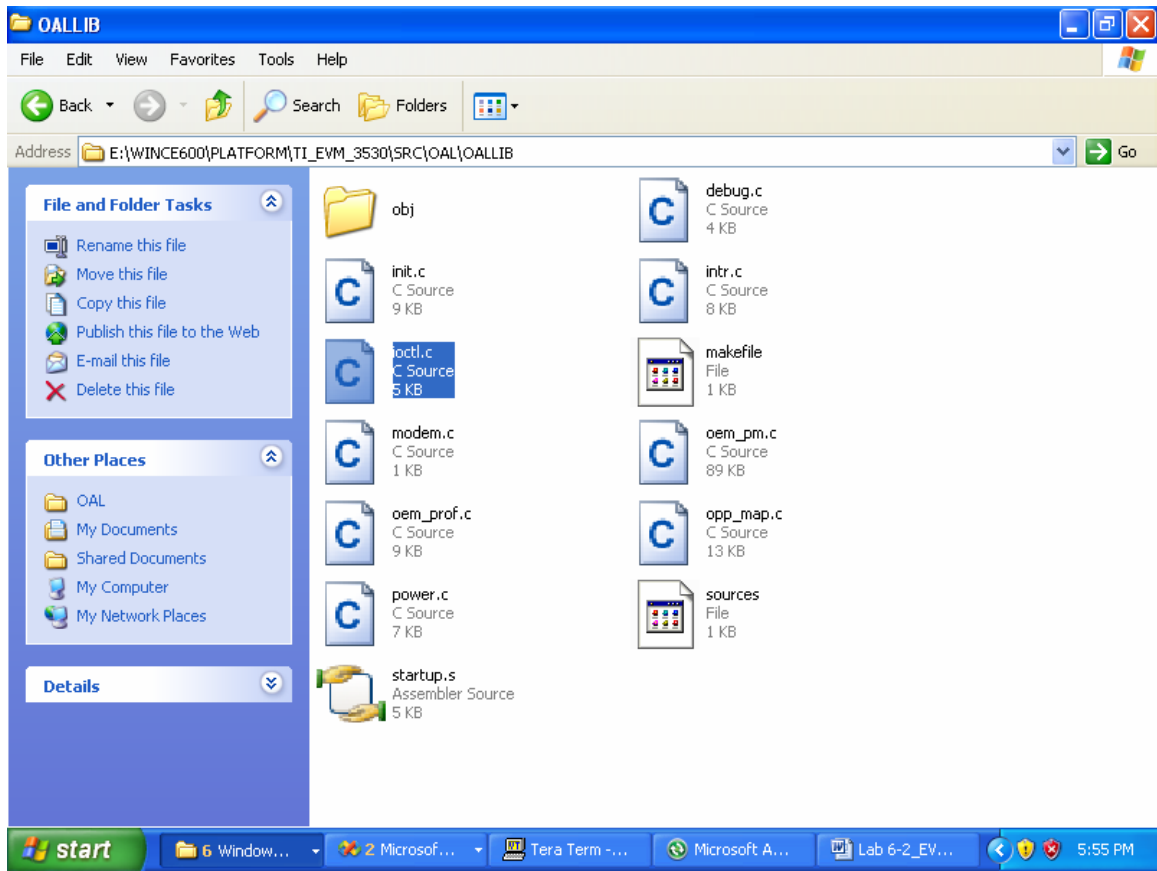 OALLIB
File Edit View Favorites Tools Help
Back Search Folders
Address E:\WINCE600\PLATFORM\TI_EVM_3530\SRC\OAL\OALLIB Go
File and Folder Tasks
Rename this file
Move this file
Copy this file
Publish this file to the Web
E-mail this file
Delete this file
Other Places
OAL
My Documents
Shared Documents
My Computer
My Network Places
Details
obj
debug.c
C Source
4 KB
init.c
C Source
9 KB
intr.c
C Source
8 KB
ioctl.c
C Source
5 KB
makefile
File
1 KB
modem.c
C Source
1 KB
oem_pm.c
C Source
89 KB
oem_prof.c
C Source
9 KB
opp_map.c
C Source
13 KB
power.c
C Source
7 KB
sources
File
1 KB
startup.s
Assembler Source
5 KB
start 6 Window... 2 Microsof... Tera Term -... Microsoft A... Lab 6-2_EV... 5:55 PM